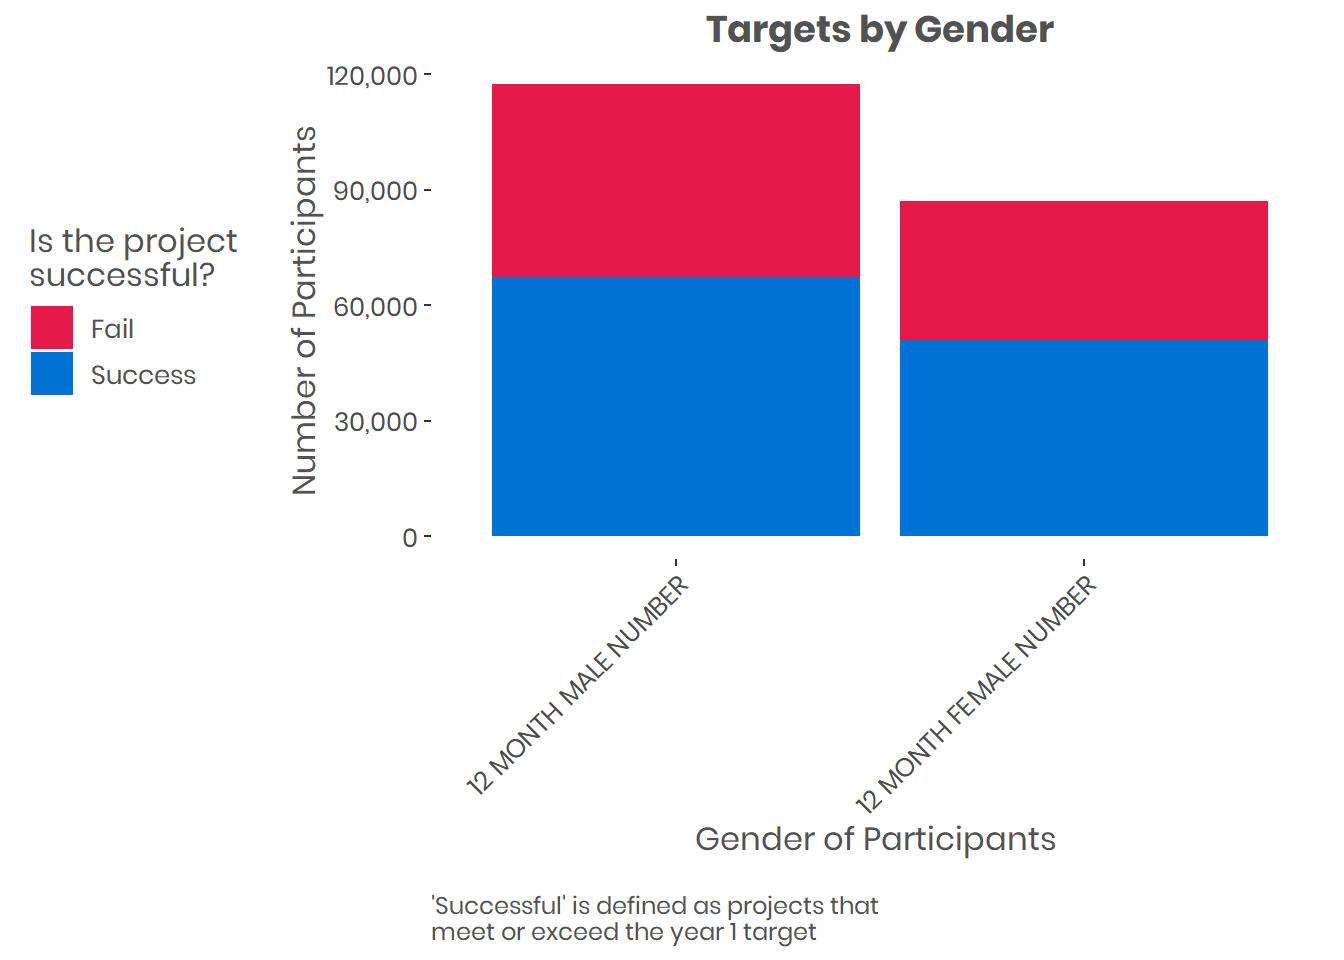 Targets by Gender
120,000
90,000
60,000
30,000
0
Number of Participants
Is the project
successful?
Fail
Success
12 MONTH MALE NUMBER
12 MONTH FEMALE NUMBER
Gender of Participants
'Successful' is defined as projects that
meet or exceed the year 1 target